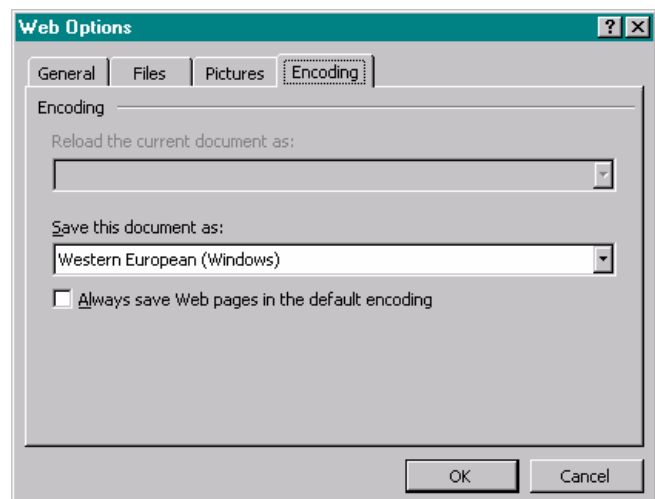 Web Options
General Files Pictures Encoding
Encoding
Reload the current document as:
Save this document as:
Western European (Windows)
Always save Web pages in the default encoding
OK Cancel